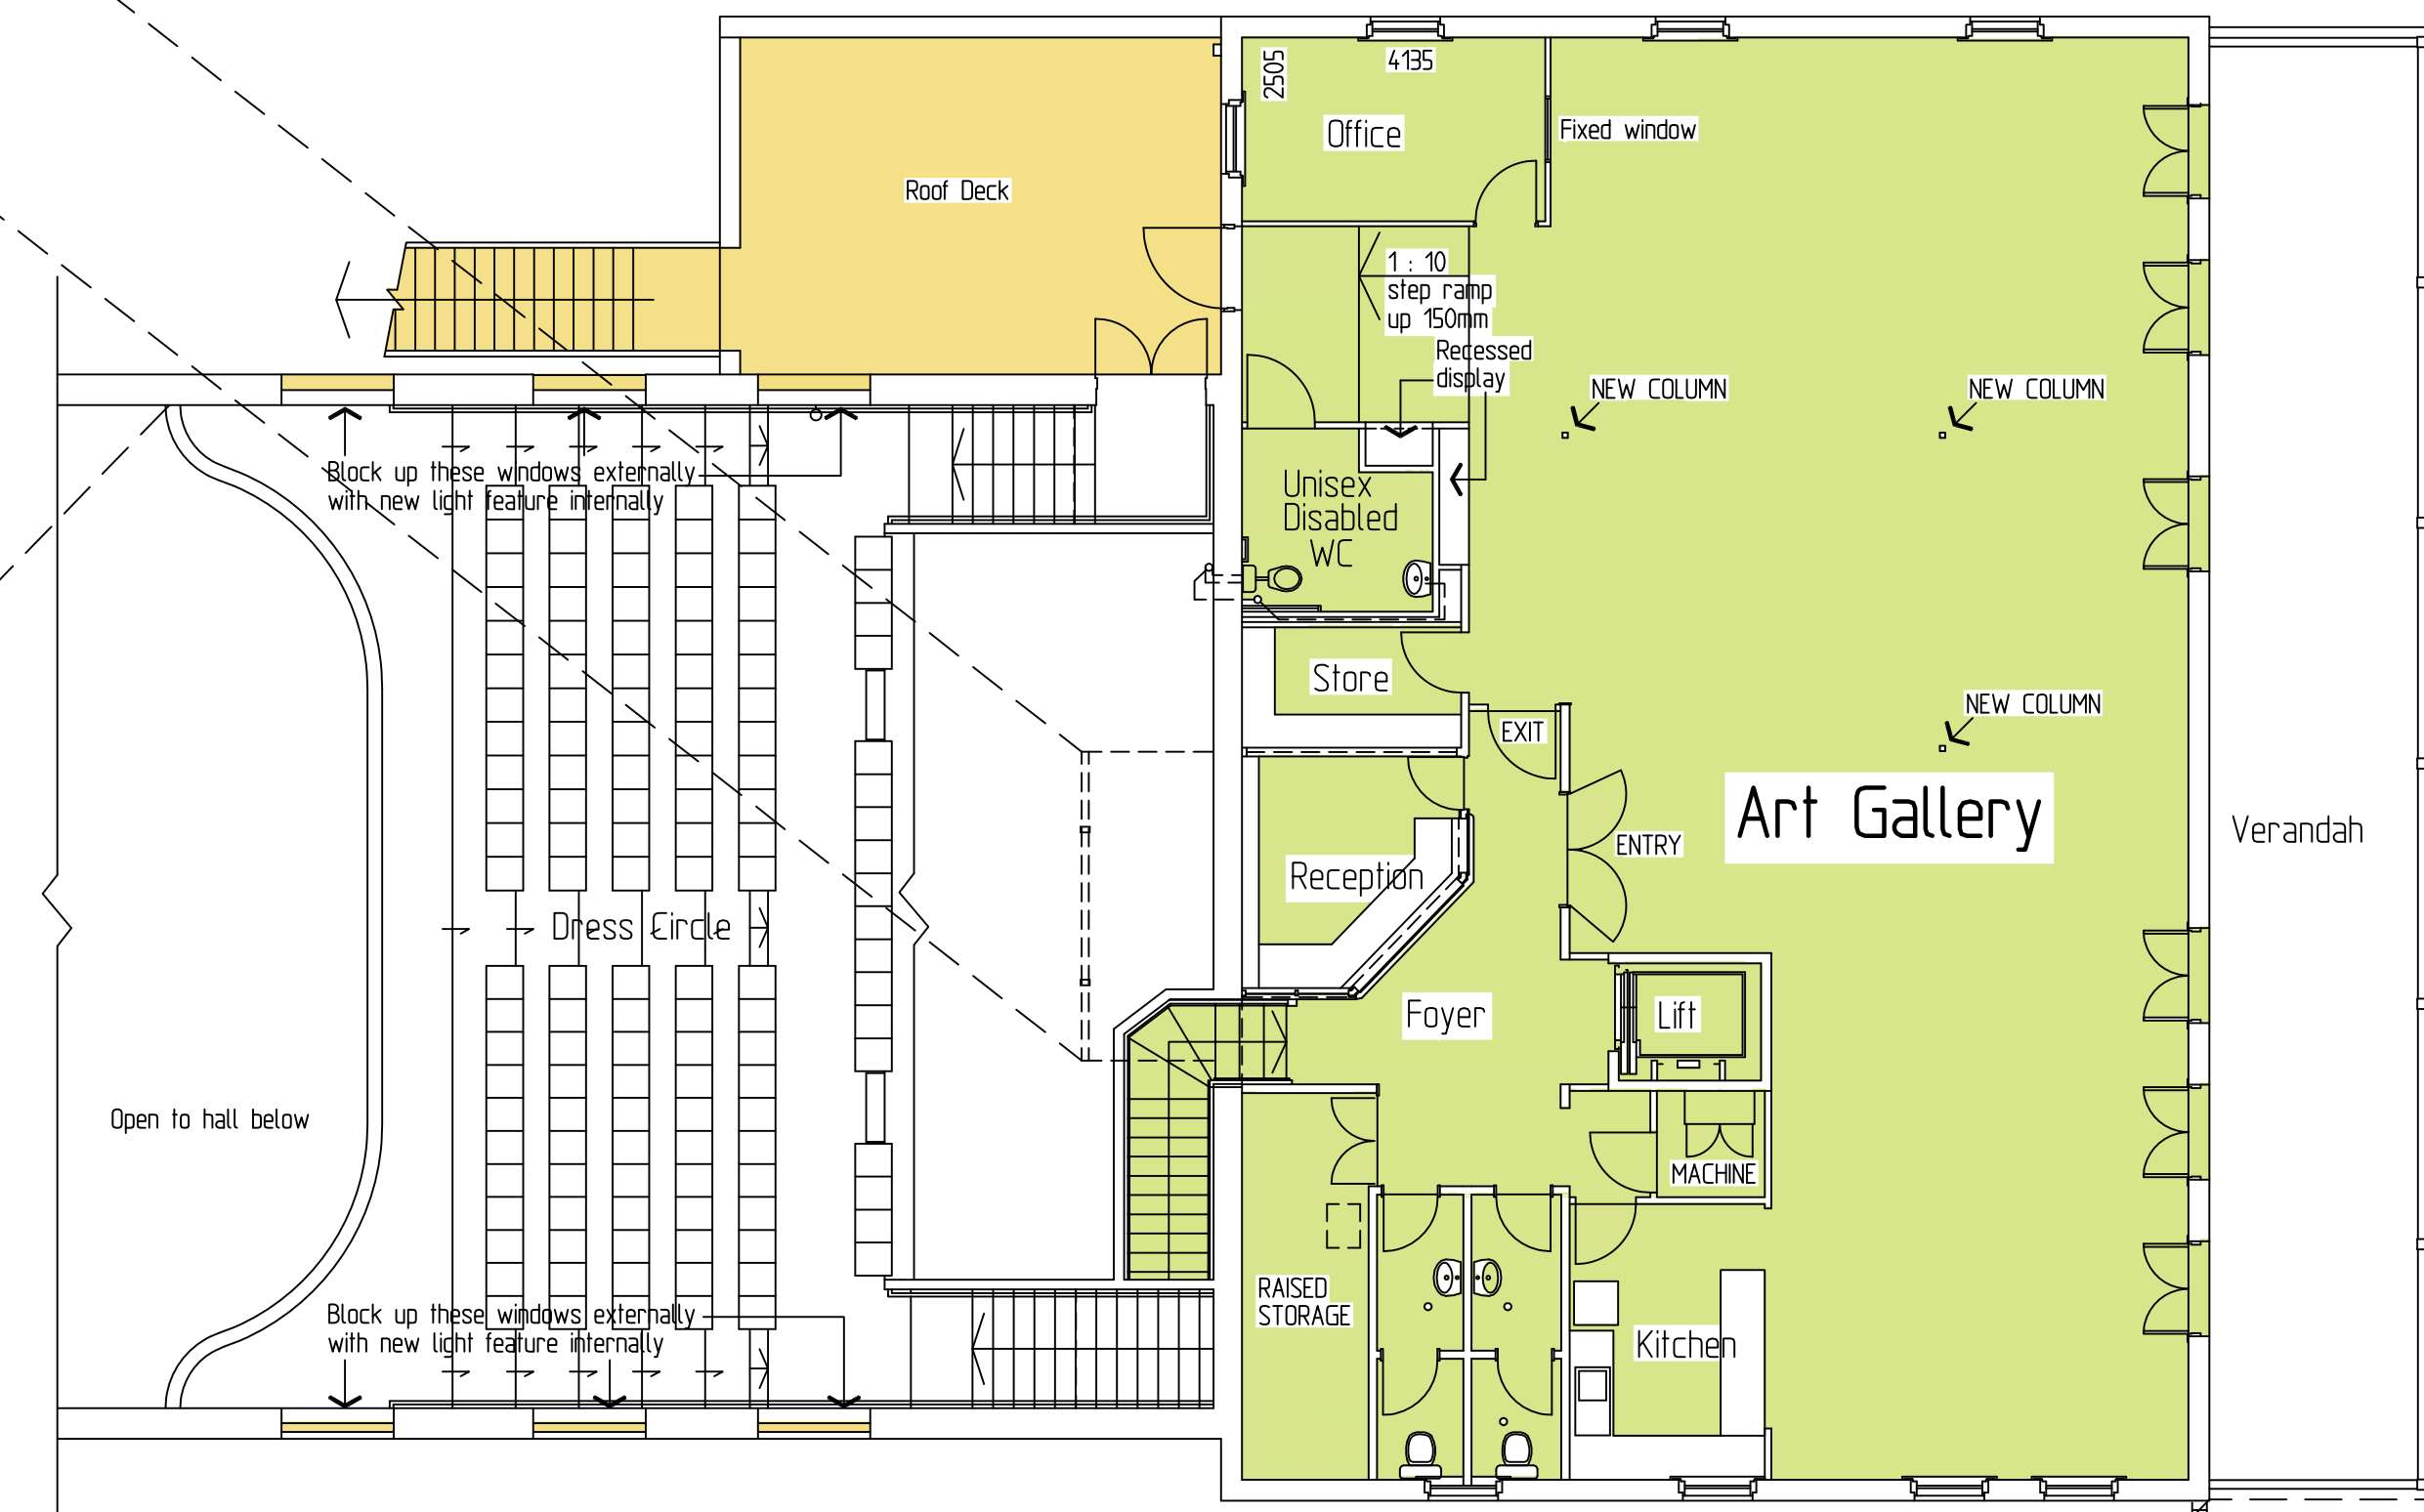 2505
4135
Office
Fixed window
Roof Deck
1 : 10
step ramp
up 150mm
Recessed
display
NEW COLUMN
NEW COLUMN
Block up these windows externally
with new light feature internally
Unisex
Disabled
WC
Store
EXIT
NEW COLUMN
Art Gallery
Verandah
ENTRY
Reception
Dress Circle
Foyer
Lift
Open to hall below
MACHINE
RAISED
STORAGE
Block up these windows externally
with new light feature internally
Kitchen